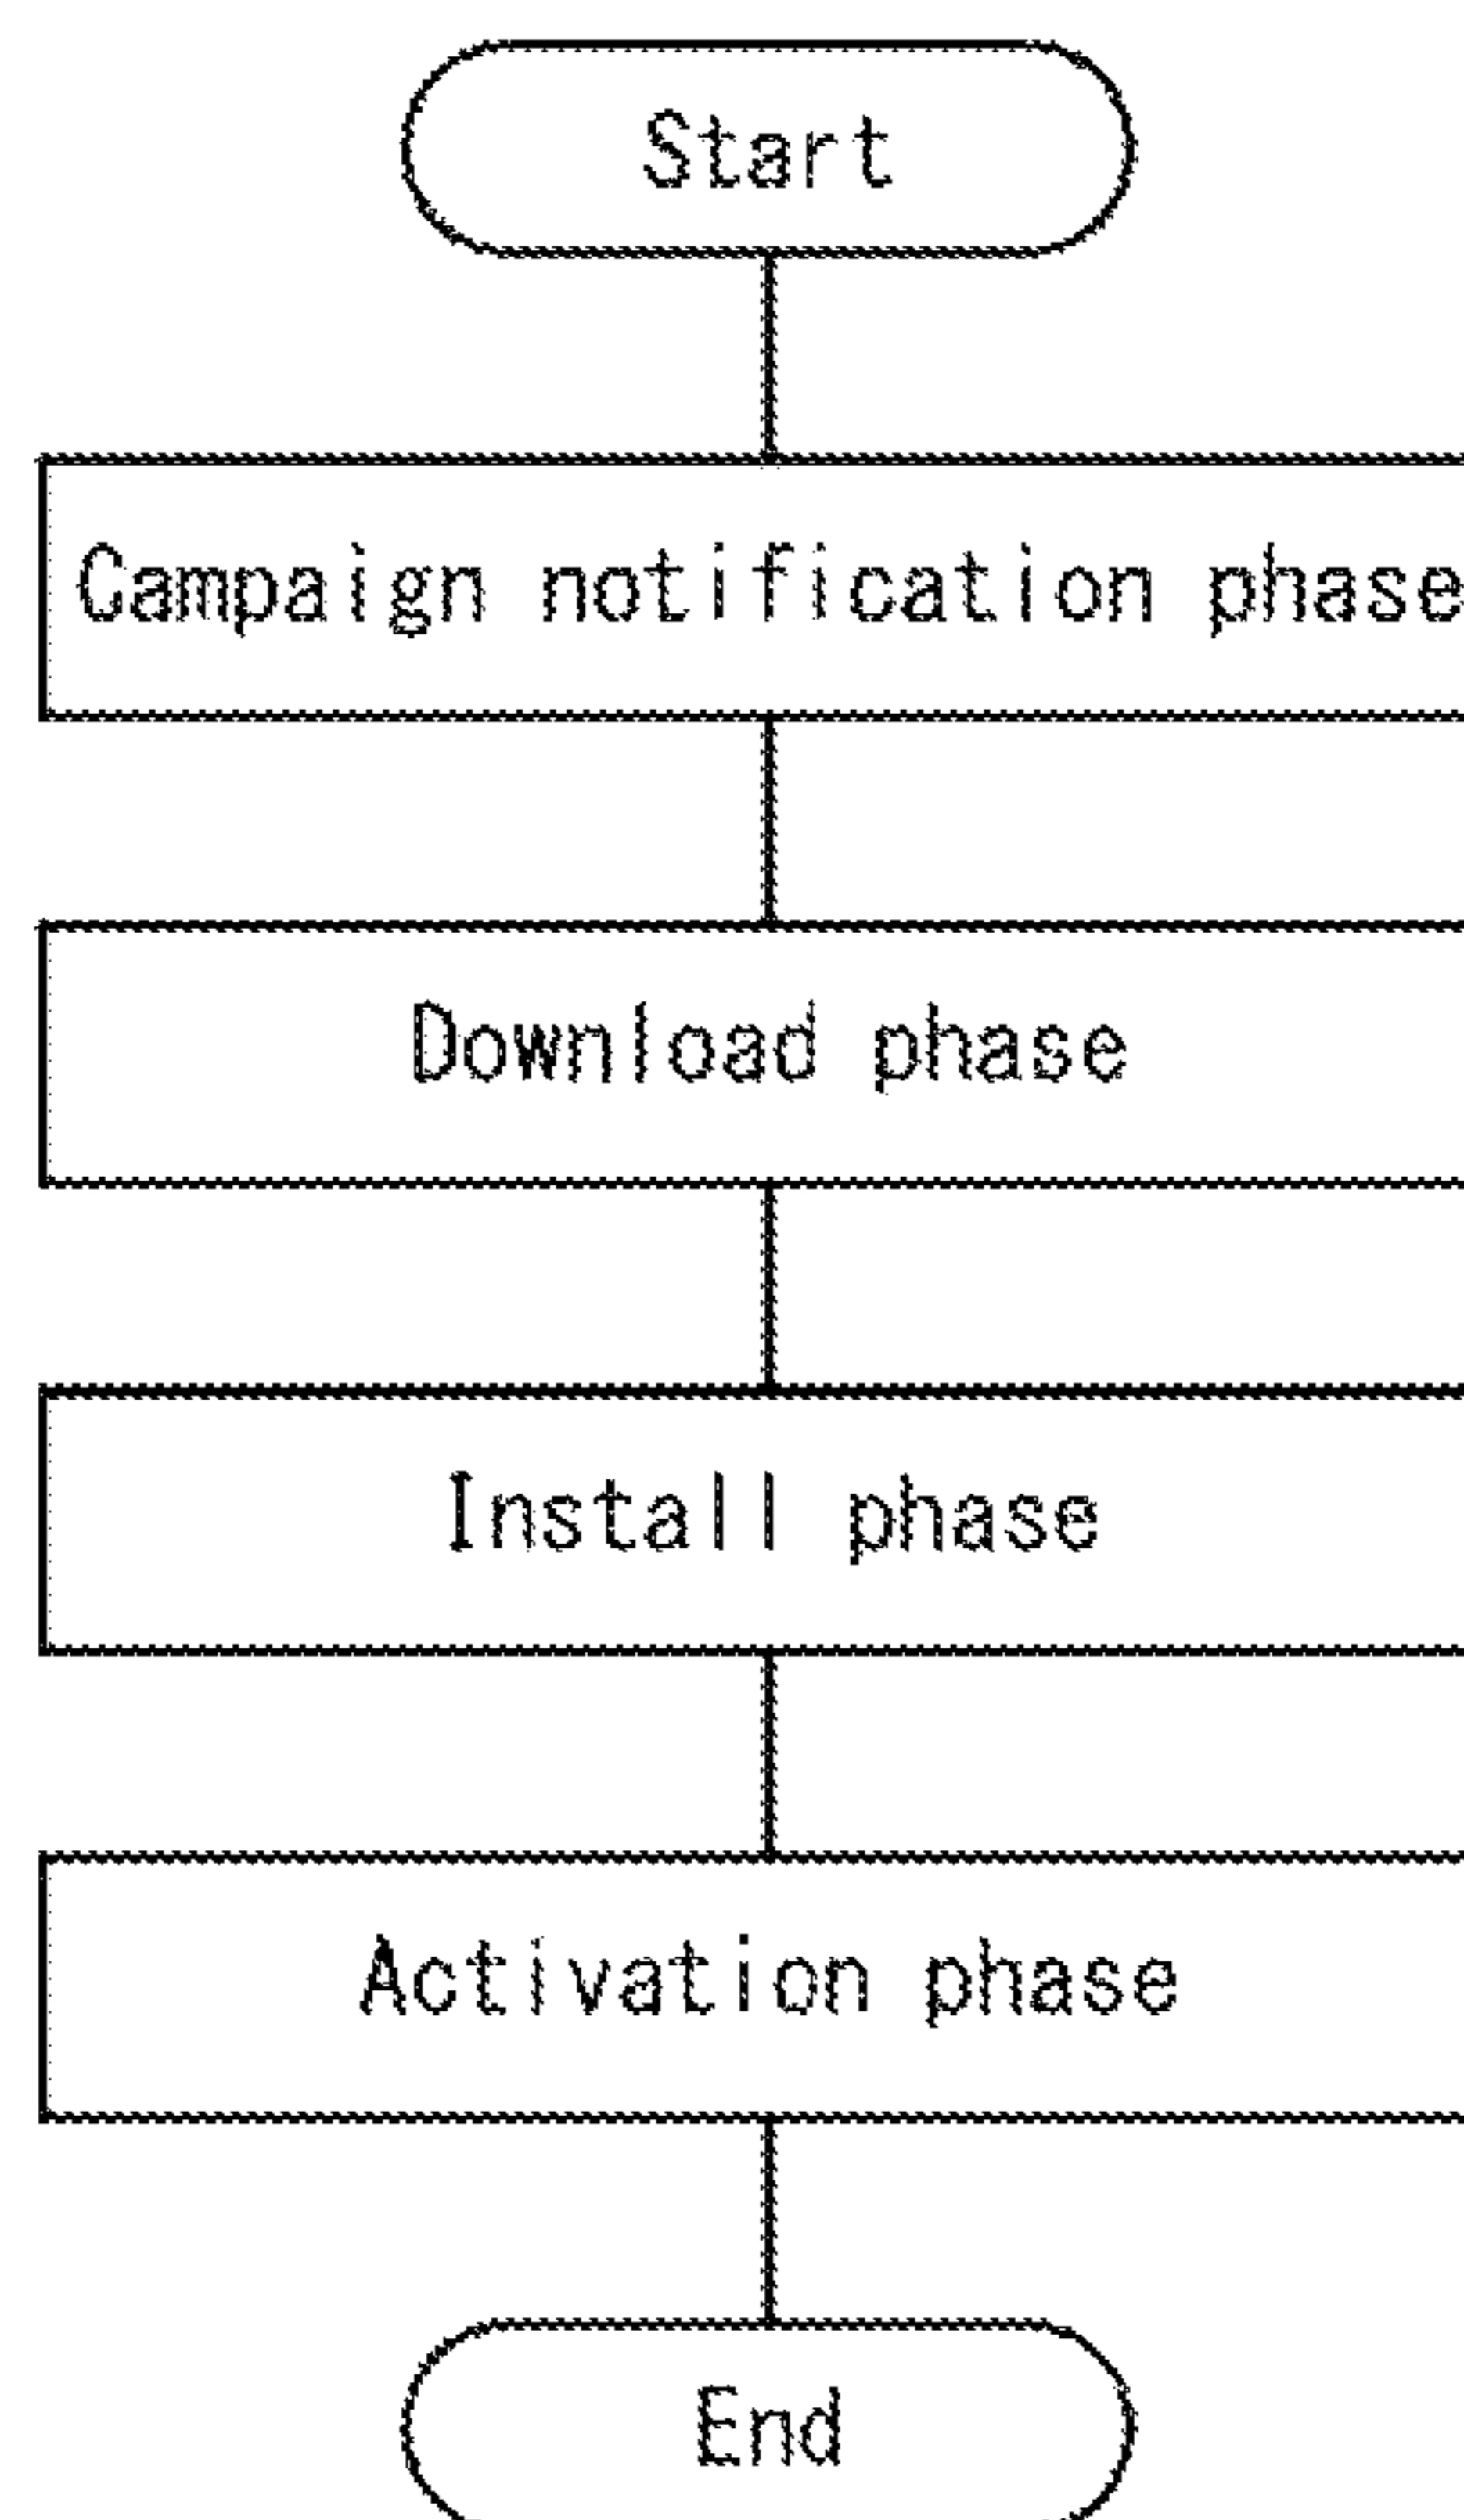 Start
Campaign notification phase
Download phase
Install phase
Activation phase
End